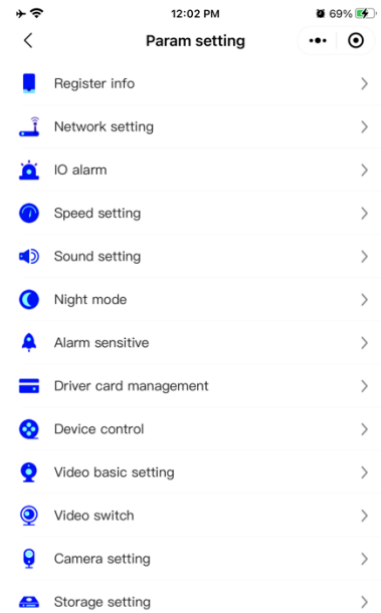 12:02 PM
69%
Param setting
Register info
Network setting
IO alarm
Speed setting
Sound setting
Night mode
Alarm sensitive
Driver card management
Device control
Video basic setting
Video switch
Camera setting
Storage setting